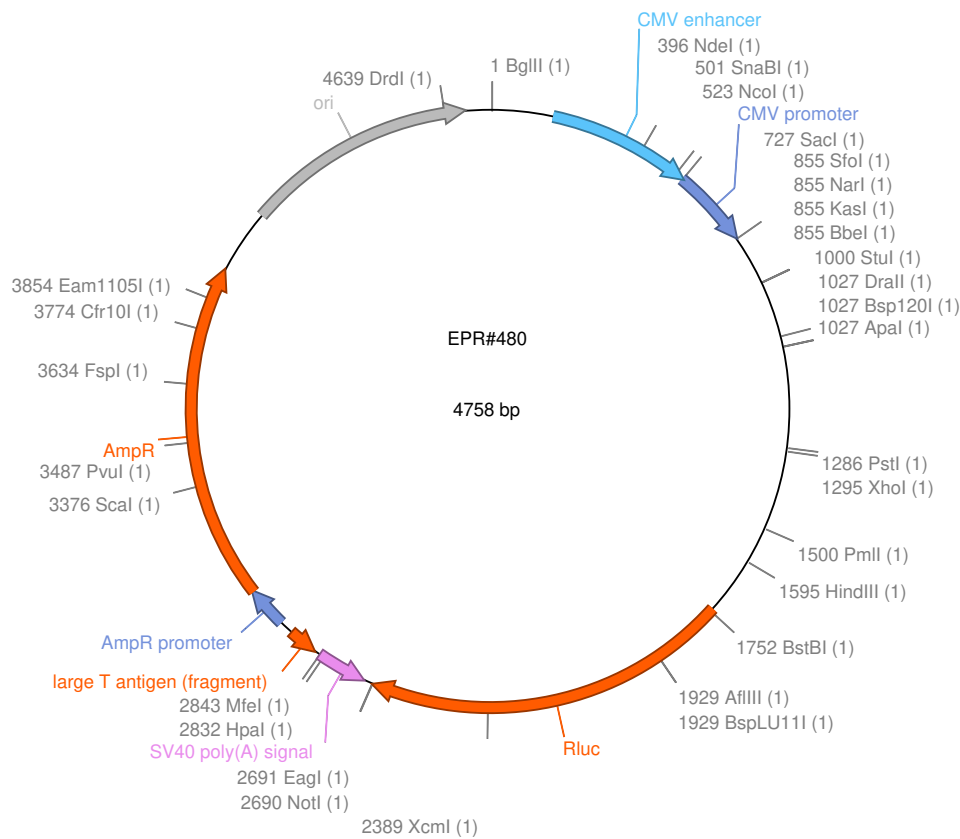 CMV enhancer
396 NdeI (1)
501 SnaBI (1)
523 NcoI (1)
CMV promoter
727 SacI (1)
855 SfoI (1)
855 NarI (1)
855 KasI (1)
855 BbeI (1)
1000 StuI (1)
1027 DraII (1)
1027 Bsp120I (1)
1027 ApaI (1)
1286 PstI (1)
1295 XhoI (1)
1500 PmlI (1)
1595 HindIII (1)
1752 BstBI (1)
1929 AflIII (1)
1929 BspLU11I (1)
Rluc
2389 XcmI (1)
2690 NotI (1)
2691 EagI (1)
SV40 poly(A) signal
2832 HpaI (1)
2843 MfeI (1)
large T antigen (fragment)
AmpR promoter
3376 ScaI (1)
3487 PvuI (1)
AmpR
3634 FspI (1)
3774 Cfr10I (1)
3854 Eam1105I (1)
ori
4639 DrdI (1)
1 BglII (1)
EPR#480
4758 bp